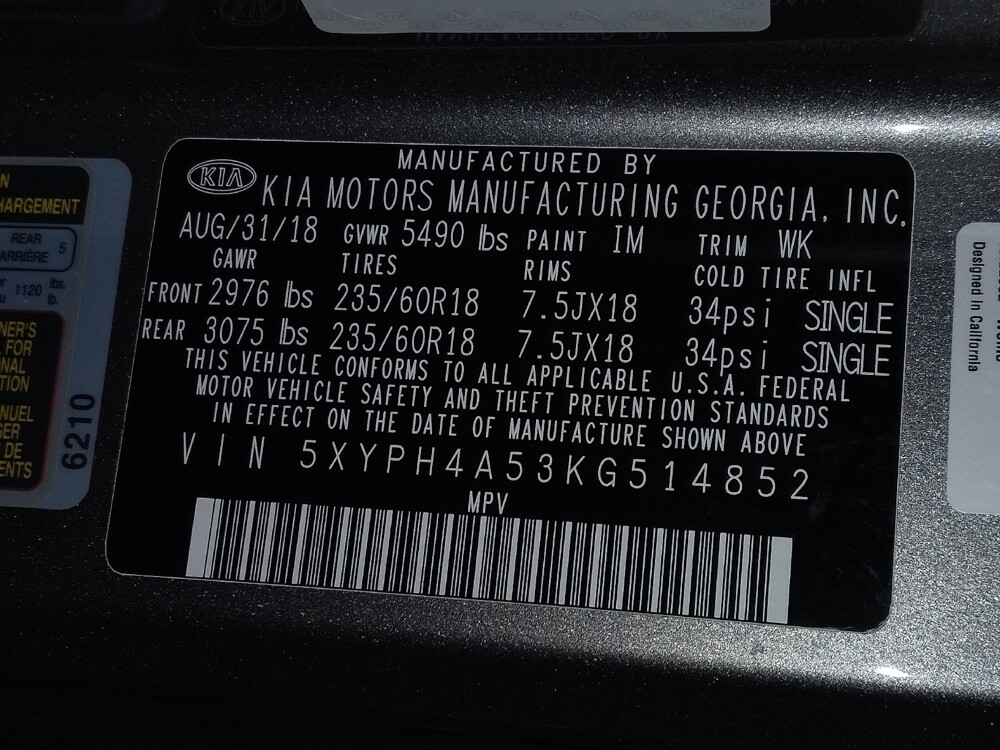 MANUFACTURED BY
KIA KIA MOTORS MANUFACTURING GEORGIA, INC.
AUG/31/18 GVWR 5490 lbs PAINT IM TRIM WK
GAWR TIRES RIMS COLD TIRE INFL
FRONT 2976 lbs 235/60R18 7.5JX18 34psi SINGLE
REAR 3075 lbs 235/60R18 7.5JX18 34psi SINGLE
THIS VEHICLE CONFORMS TO ALL APPLICABLE U.S.A. FEDERAL
MOTOR VEHICLE SAFETY AND THEFT PREVENTION STANDARDS
IN EFFECT ON THE DATE OF MANUFACTURE SHOWN ABOVE
VIN 5XYPH4A53KG514852
MPV
REAR 5
1120 lbs.
lb.
6210
Designed in California